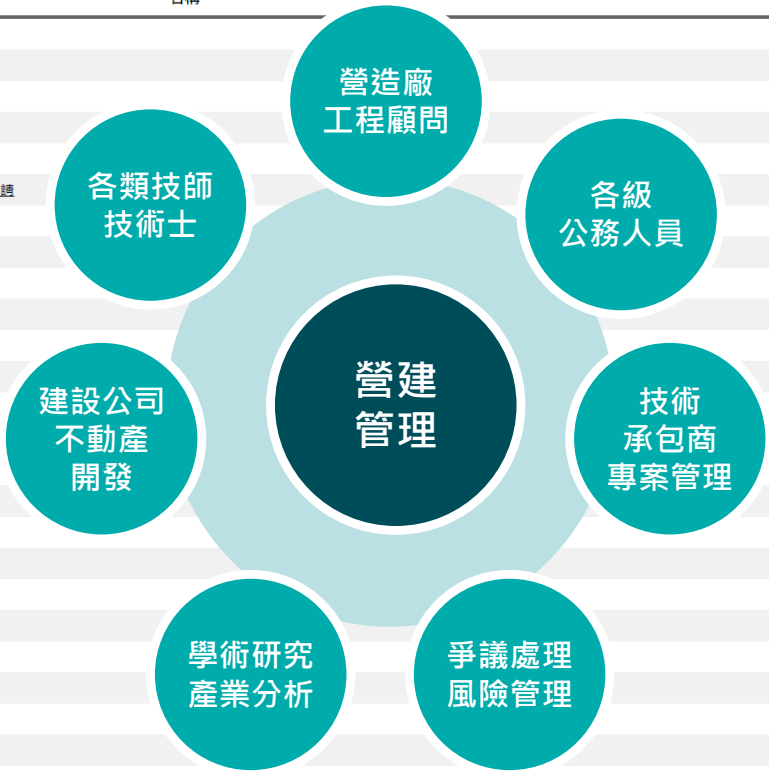 營造廠
工程顧問
各類技師
技術士
各級
公務人員
營建
管理
建設公司
不動產
開發
技術
承包商
專案管理
學術研究
產業分析
爭議處理
風險管理